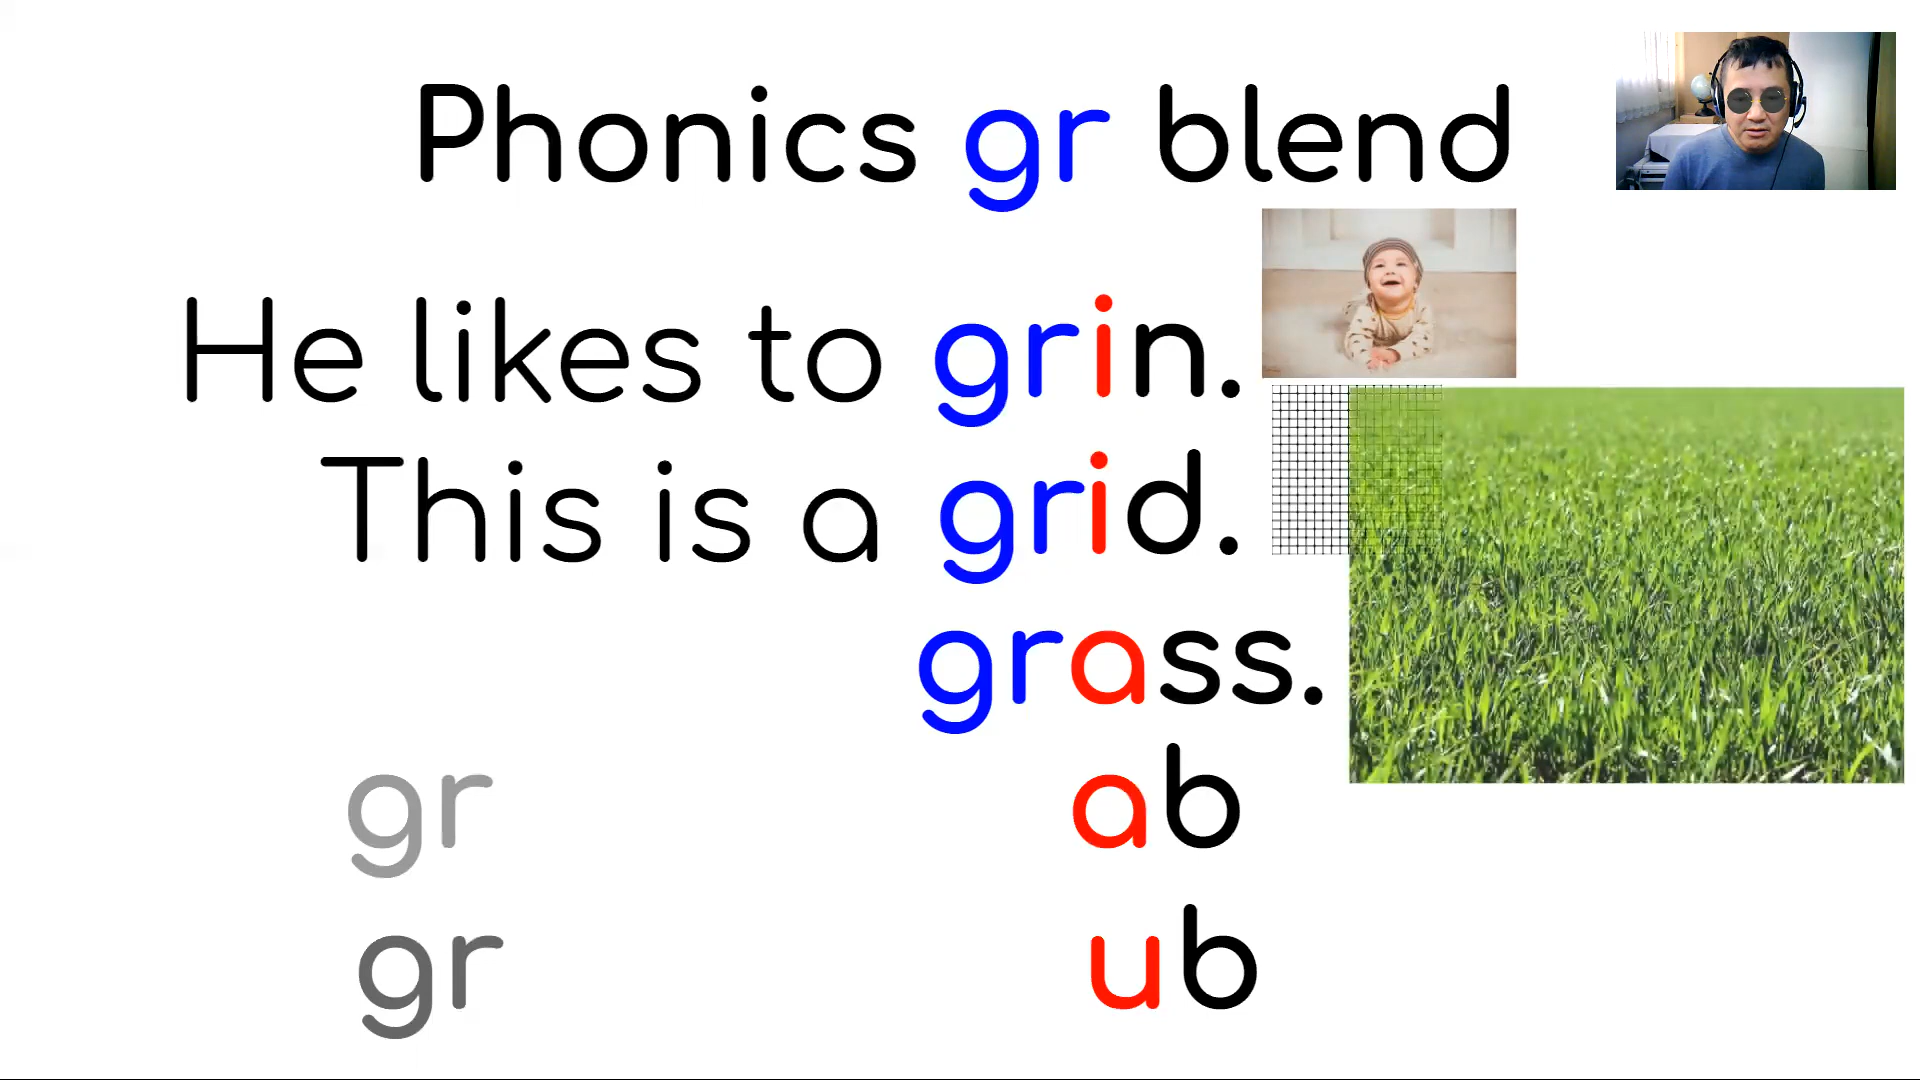 Phonics gr blend
He likes to grin.
This is a grid.
grass.
gr ab
gr ub